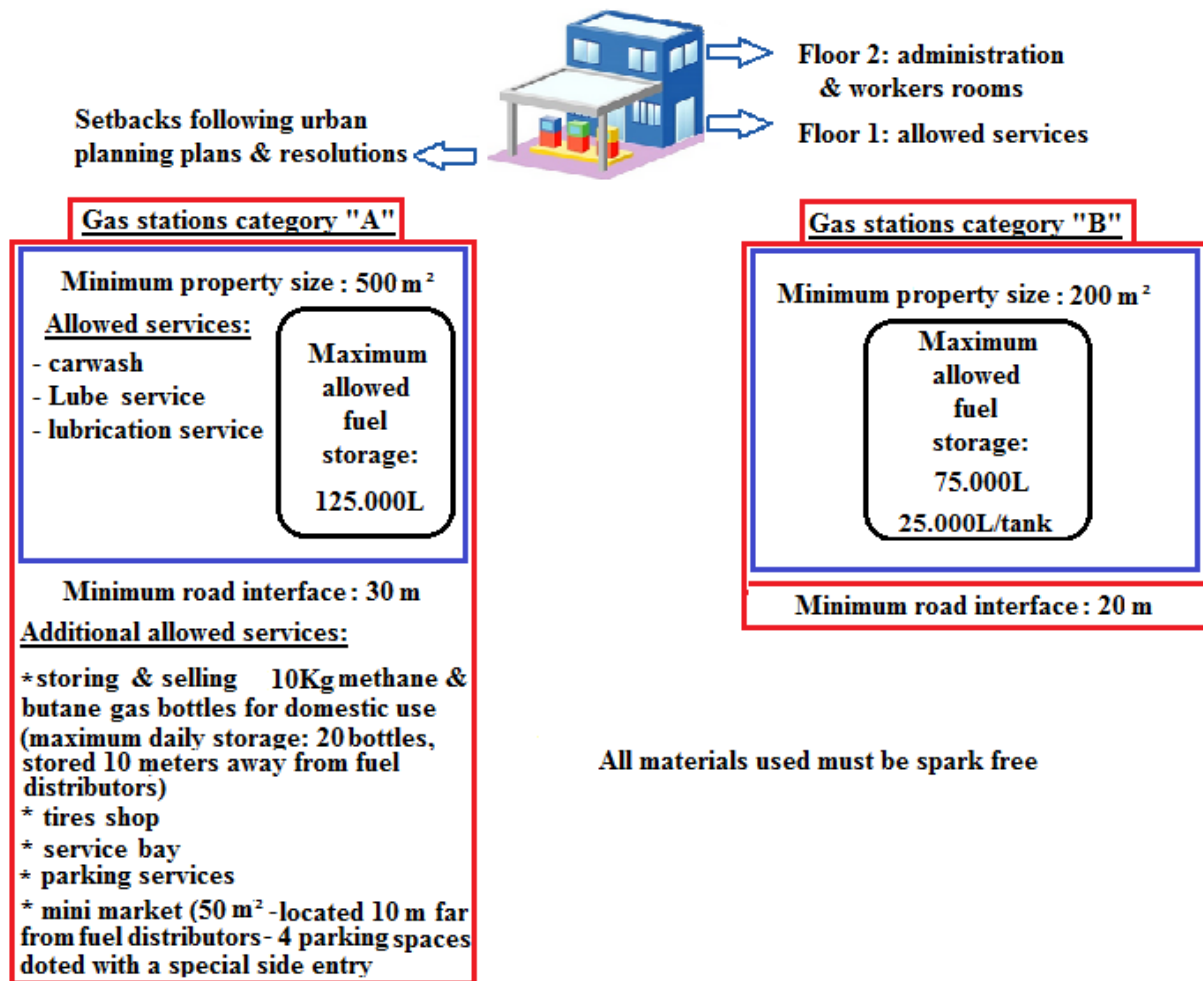 Floor 2: administration
& workers rooms
Floor 1: allowed services
Setbacks following urban
planning plans & resolutions
Gas stations category "A"
Minimum property size : 500 m²
Allowed services:
- carwash
- Lube service
- lubrication service
Maximum
allowed
fuel
storage:
125.000L
Minimum road interface : 30 m
Additional allowed services:
*storing & selling 10Kg methane &
butane gas bottles for domestic use
(maximum daily storage: 20 bottles,
stored 10 meters away from fuel
distributors)
* tires shop
* service bay
* parking services
* mini market (50 m² -located 10 m far
from fuel distributors- 4 parking spaces
doted with a special side entry
Gas stations category "B"
Minimum property size : 200 m²
Maximum
allowed
fuel
storage:
75.000L
25.000L/tank
Minimum road interface : 20 m
All materials used must be spark free